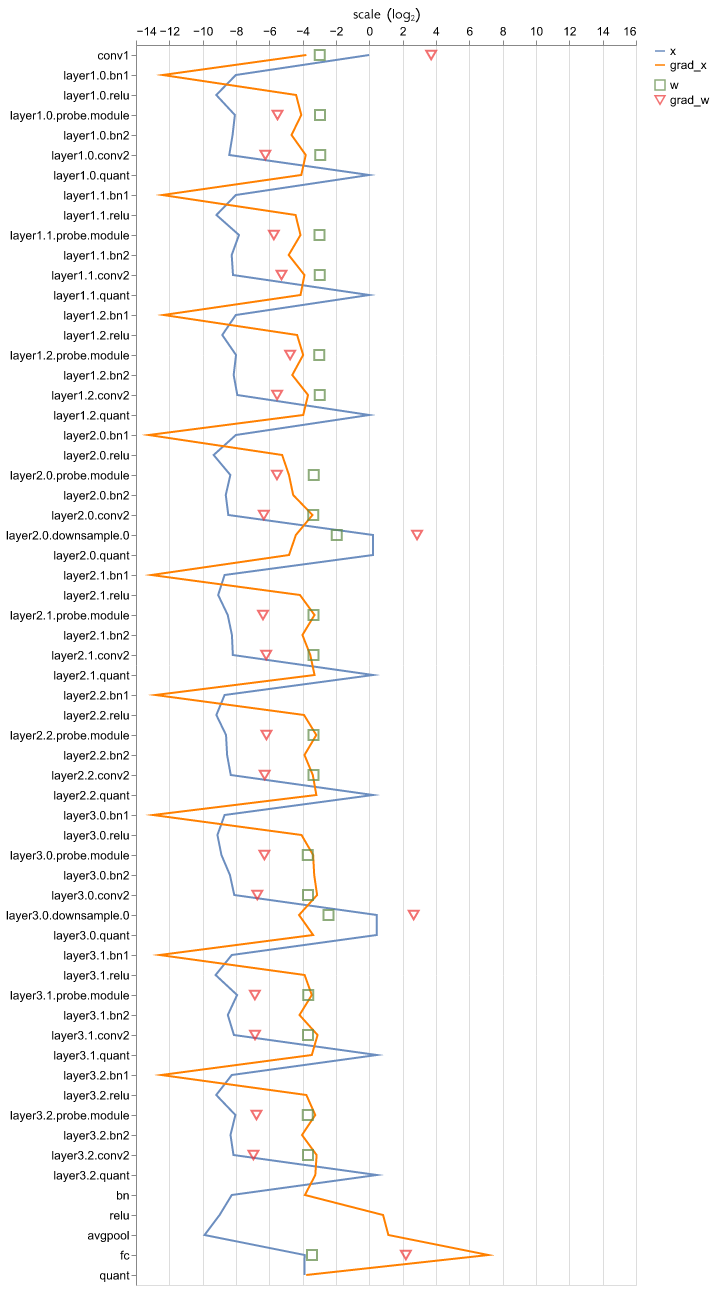 scale (log₂)
−14 −12 −10 −8 −6 −4 −2 0 2 4 6 8 10 12 14 16
conv1
layer1.0.bn1
layer1.0.relu
layer1.0.probe.module
layer1.0.bn2
layer1.0.conv2
layer1.0.quant
layer1.1.bn1
layer1.1.relu
layer1.1.probe.module
layer1.1.bn2
layer1.1.conv2
layer1.1.quant
layer1.2.bn1
layer1.2.relu
layer1.2.probe.module
layer1.2.bn2
layer1.2.conv2
layer1.2.quant
layer2.0.bn1
layer2.0.relu
layer2.0.probe.module
layer2.0.bn2
layer2.0.conv2
layer2.0.downsample.0
layer2.0.quant
layer2.1.bn1
layer2.1.relu
layer2.1.probe.module
layer2.1.bn2
layer2.1.conv2
layer2.1.quant
layer2.2.bn1
layer2.2.relu
layer2.2.probe.module
layer2.2.bn2
layer2.2.conv2
layer2.2.quant
layer3.0.bn1
layer3.0.relu
layer3.0.probe.module
layer3.0.bn2
layer3.0.conv2
layer3.0.downsample.0
layer3.0.quant
layer3.1.bn1
layer3.1.relu
layer3.1.probe.module
layer3.1.bn2
layer3.1.conv2
layer3.1.quant
layer3.2.bn1
layer3.2.relu
layer3.2.probe.module
layer3.2.bn2
layer3.2.conv2
layer3.2.quant
bn
relu
avgpool
fc
quant
x
grad_x
w
grad_w